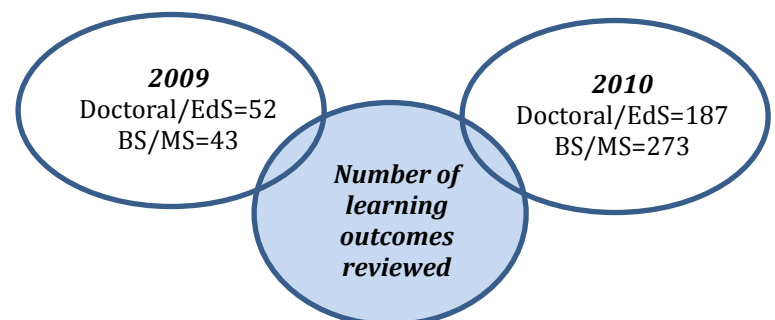 2009
Doctoral/EdS=52
BS/MS=43
2010
Doctoral/EdS=187
BS/MS=273
Number of
learning
outcomes
reviewed